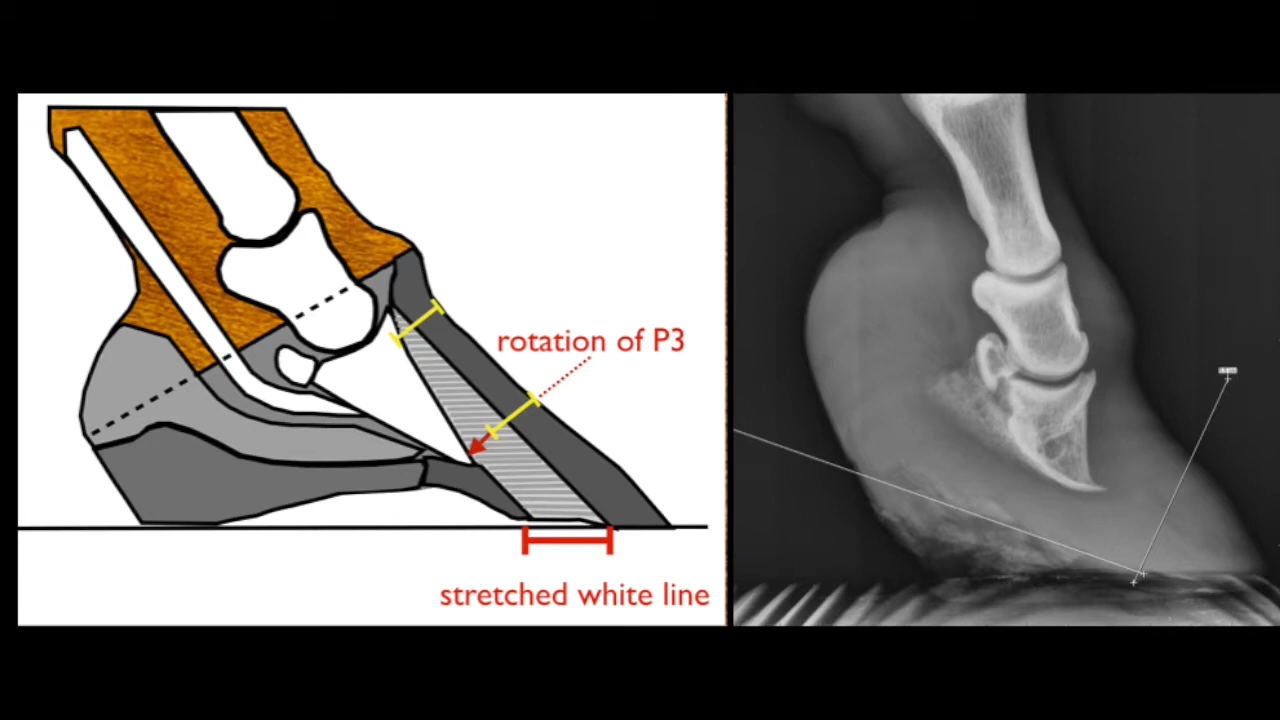 rotation of P3
stretched white line